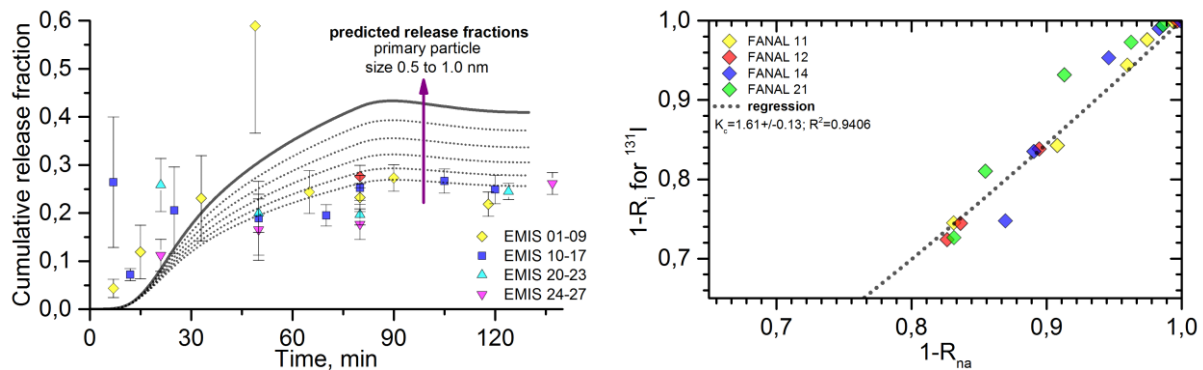 0,6
0,5
0,4
0,3
0,2
0,1
0,0
Cumulative release fraction
predicted release fractions
primary particle
size 0.5 to 1.0 nm
EMIS 01-09
EMIS 10-17
EMIS 20-23
EMIS 24-27
0 30 60 90 120
Time, min
1,0
0,9
0,8
0,7
1-Rᵢ for ¹³¹I
FANAL 11
FANAL 12
FANAL 14
FANAL 21
regression
K꜀=1.61+/-0.13; R²=0.9406
0,7 0,8 0,9 1,0
1-Rₙₐ